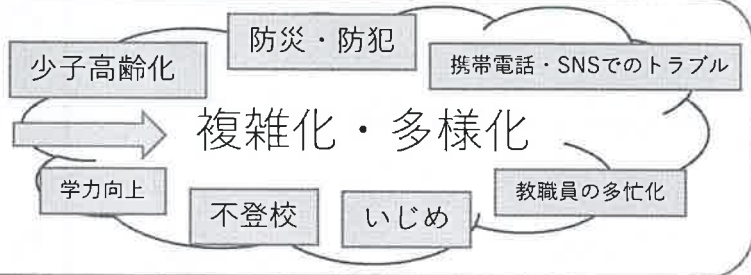 防災・防犯
少子高齢化
携帯電話・SNSでのトラブル
複雑化・多様化
学力向上
不登校
いじめ
教職員の多忙化